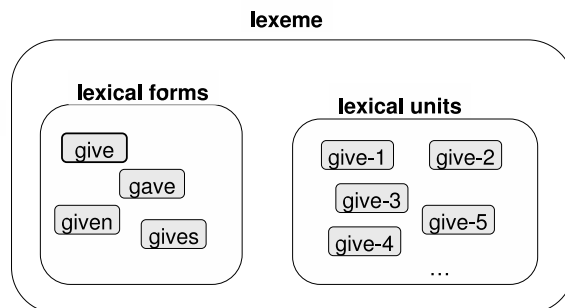 lexeme
lexical forms
give
gave
given
gives
lexical units
give-1
give-2
give-3
give-5
give-4
...